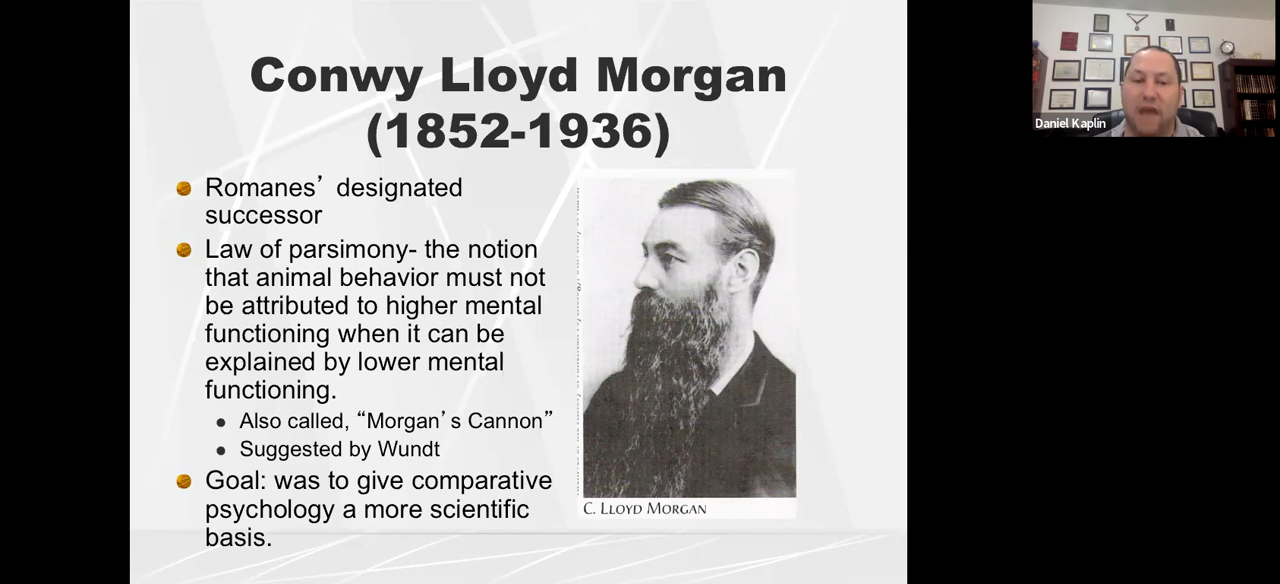 Conwy Lloyd Morgan
(1852-1936)
Romanes’ designated
successor
Law of parsimony- the notion
that animal behavior must not
be attributed to higher mental
functioning when it can be
explained by lower mental
functioning.
Also called, “Morgan’s Cannon”
Suggested by Wundt
Goal: was to give comparative
psychology a more scientific
basis.
C. LLOYD MORGAN
Daniel Kaplin